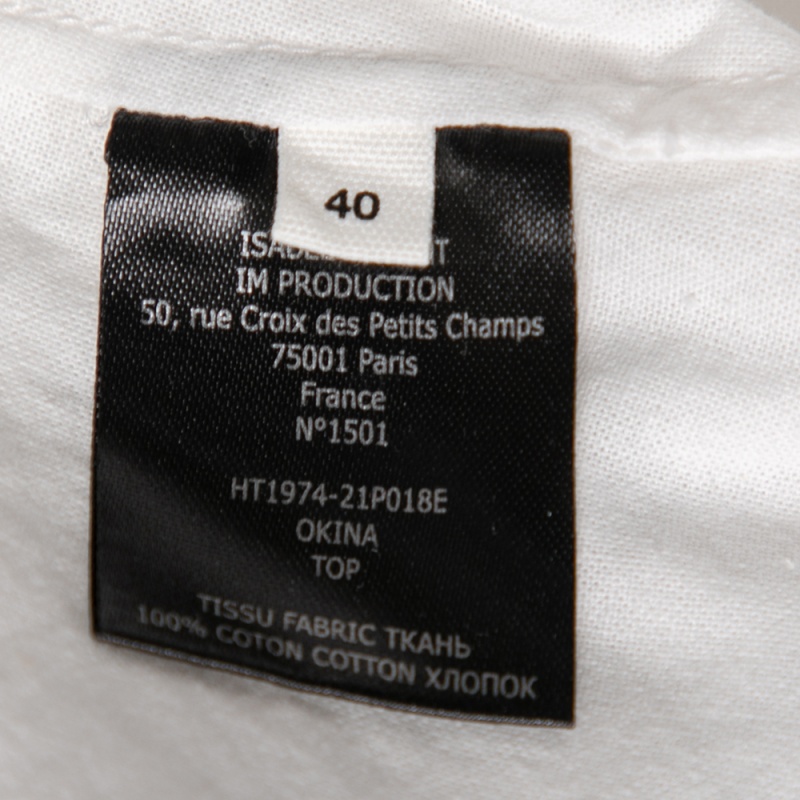 40
IM PRODUCTION
50, rue Croix des Petits Champs
75001 Paris
France
N°1501
HT1974-21P018E
OKINA
TOP
TISSU FABRIC ТКАНЬ
100% COTON COTTON ХЛОПОК